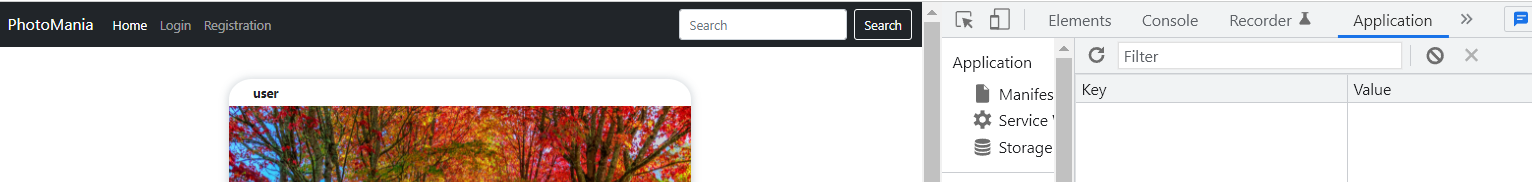 PhotoMania Home Login Registration Search Search
user
Elements Console Recorder Application
Application
Manifes
Service
Storage
Filter
Key Value